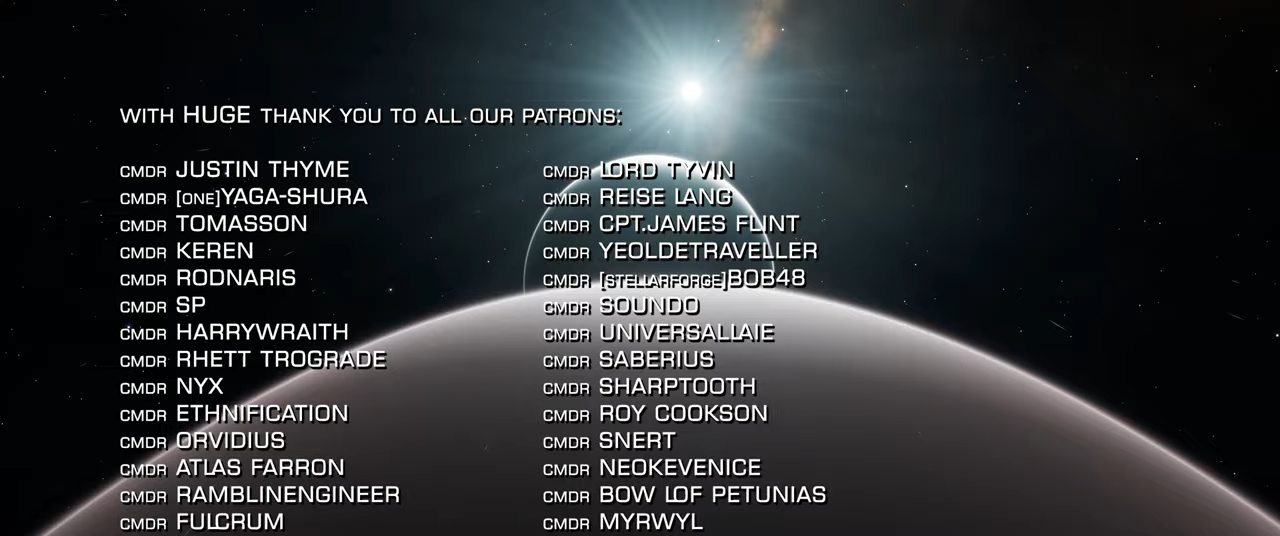 WITH HUGE THANK YOU TO ALL OUR PATRONS:
CMDR JUSTIN THYME
CMDR [ONE]YAGA-SHURA
CMDR TOMASSON
CMDR KEREN
CMDR RODNARIS
CMDR SP
CMDR HARRYWRAITH
CMDR RHETT TROGRADE
CMDR NYX
CMDR ETHNIFICATION
CMDR ORVIDIUS
CMDR ATLAS FARRON
CMDR RAMBLINENGINEER
CMDR FULCRUM
CMDR LORD TYVIN
CMDR REISE LANG
CMDR CPT.JAMES FLINT
CMDR YEOLDETRAVELLER
CMDR [STELLARFORGE]BOB48
CMDR SOUNDO
CMDR UNIVERSALLAIE
CMDR SABERIUS
CMDR SHARPTOOTH
CMDR ROY COOKSON
CMDR SNERT
CMDR NEOKEVENICE
CMDR BOW LOF PETUNIAS
CMDR MYRWYL